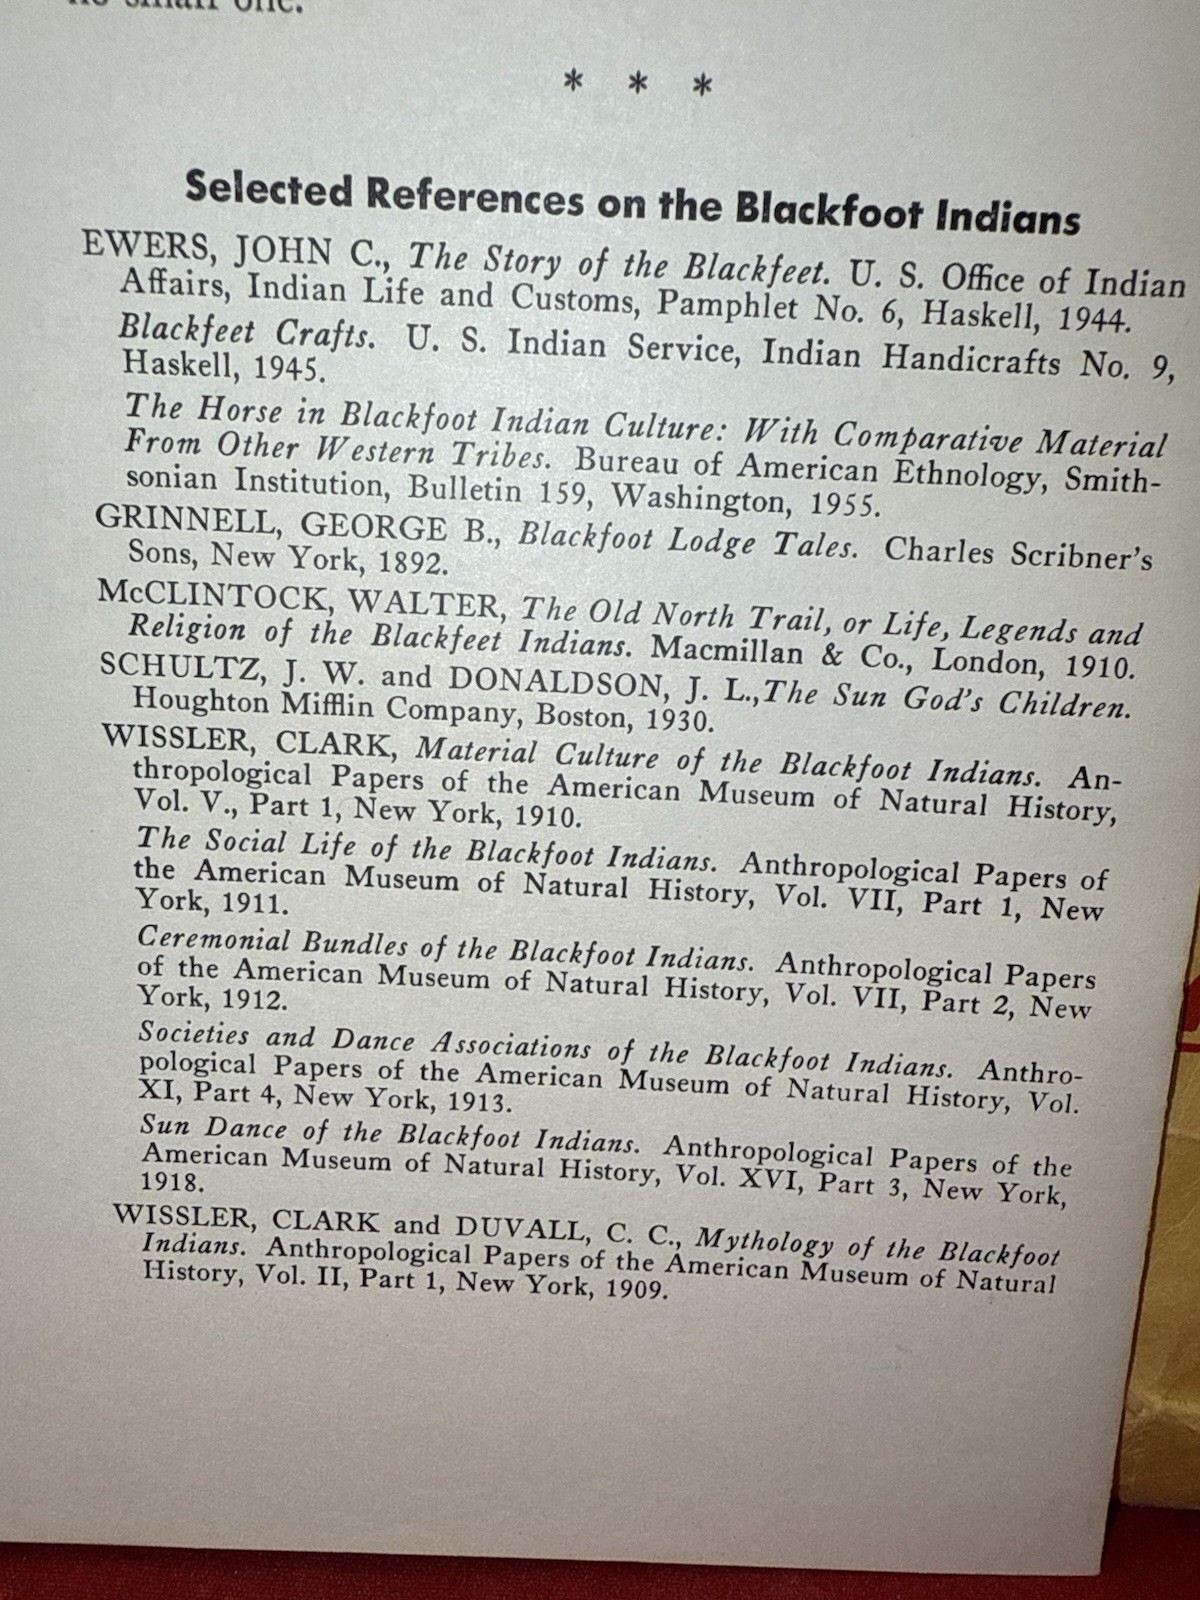 no small one.
* * *
Selected References on the Blackfoot Indians
EWERS, JOHN C., The Story of the Blackfeet. U. S. Office of Indian
Affairs, Indian Life and Customs, Pamphlet No. 6, Haskell, 1944.
Blackfeet Crafts. U. S. Indian Service, Indian Handicrafts No. 9,
Haskell, 1945.
The Horse in Blackfoot Indian Culture: With Comparative Material
From Other Western Tribes. Bureau of American Ethnology, Smith-
sonian Institution, Bulletin 159, Washington, 1955.
GRINNELL, GEORGE B., Blackfoot Lodge Tales. Charles Scribner's
Sons, New York, 1892.
McCLINTOCK, WALTER, The Old North Trail, or Life, Legends and
Religion of the Blackfeet Indians. Macmillan & Co., London, 1910.
SCHULTZ, J. W. and DONALDSON, J. L.,The Sun God's Children.
Houghton Mifflin Company, Boston, 1930.
WISSLER, CLARK, Material Culture of the Blackfoot Indians. An-
thropological Papers of the American Museum of Natural History,
Vol. V., Part 1, New York, 1910.
The Social Life of the Blackfoot Indians. Anthropological Papers of
the American Museum of Natural History, Vol. VII, Part 1, New
York, 1911.
Ceremonial Bundles of the Blackfoot Indians. Anthropological Papers
of the American Museum of Natural History, Vol. VII, Part 2, New
York, 1912.
Societies and Dance Associations of the Blackfoot Indians. Anthro-
pological Papers of the American Museum of Natural History, Vol.
XI, Part 4, New York, 1913.
Sun Dance of the Blackfoot Indians. Anthropological Papers of the
American Museum of Natural History, Vol. XVI, Part 3, New York,
1918.
WISSLER, CLARK and DUVALL, C. C., Mythology of the Blackfoot
Indians. Anthropological Papers of the American Museum of Natural
History, Vol. II, Part 1, New York, 1909.